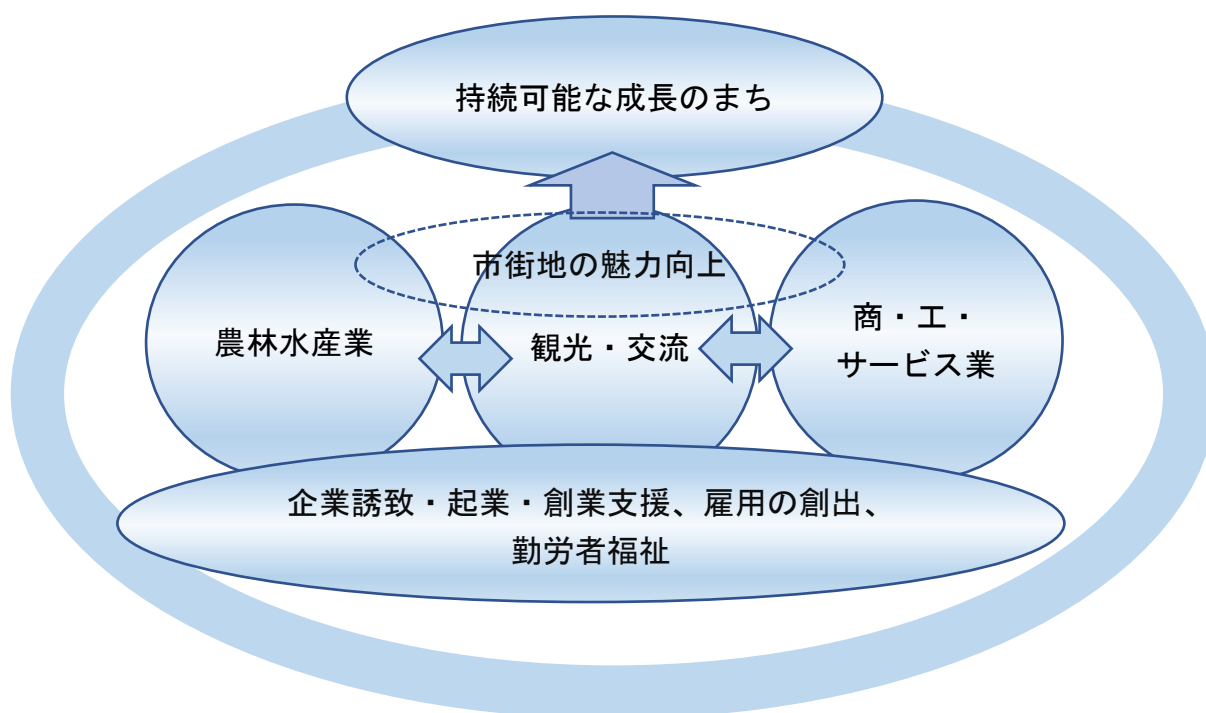 持続可能な成長のまち
市街地の魅力向上
農林水産業
観光・交流
商・工・
サービス業
企業誘致・起業・創業支援、雇用の創出、
勤労者福祉